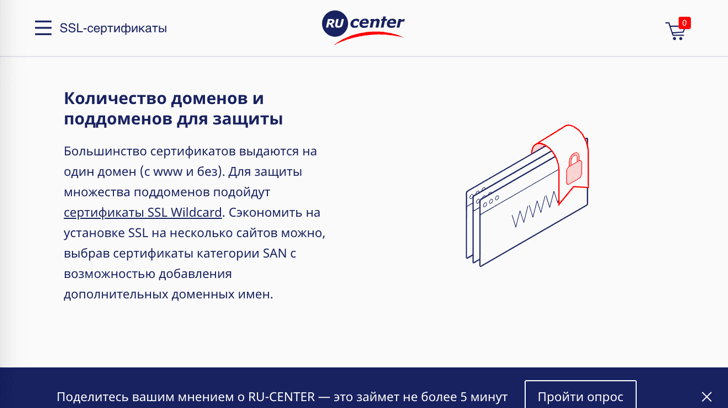 SSL-сертификаты
RU center
0
Количество доменов и
поддоменов для защиты
Большинство сертификатов выдаются на
один домен (с www и без). Для защиты
множества поддоменов подойдут
сертификаты SSL Wildcard. Сэкономить на
установке SSL на несколько сайтов можно,
выбрав сертификаты категории SAN с
возможностью добавления
дополнительных доменных имен.
Поделитесь вашим мнением о RU-CENTER — это займет не более 5 минут
Пройти опрос